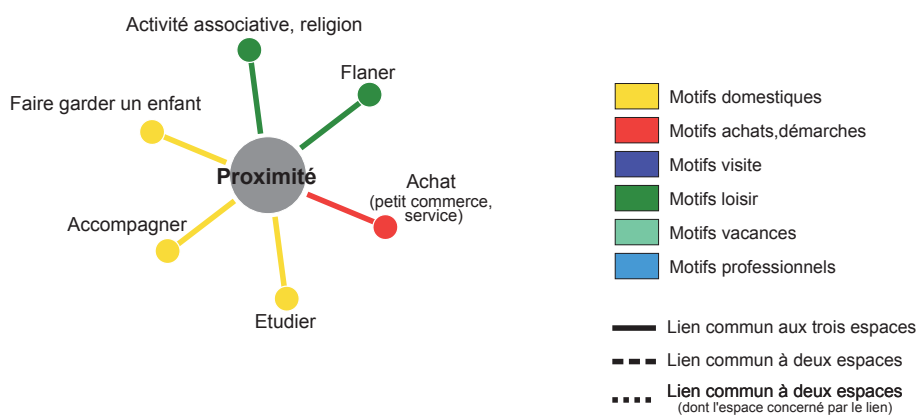 Activité associative, religion
Flaner
Faire garder un enfant
Proximité
Achat
(petit commerce,
service)
Accompagner
Etudier
Motifs domestiques
Motifs achats,démarches
Motifs visite
Motifs loisir
Motifs vacances
Motifs professionnels
Lien commun aux trois espaces
Lien commun à deux espaces
Lien commun à deux espaces
(dont l'espace concerné par le lien)